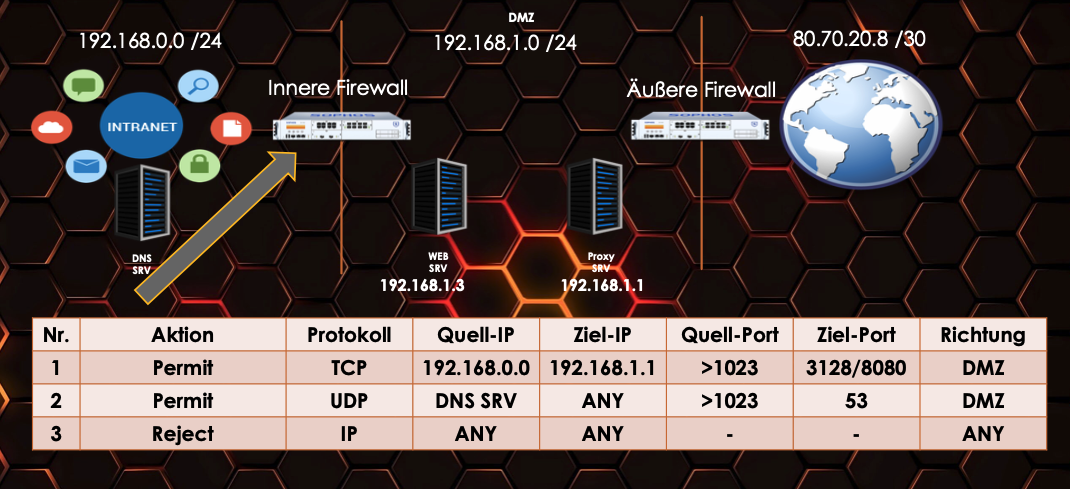 DMZ
192.168.0.0 /24
192.168.1.0 /24
80.70.20.8 /30
Innere Firewall
Äußere Firewall
SOPHOS
SOPHOS
INTRANET
DNS
SRV
WEB
SRV
192.168.1.3
Proxy
SRV
192.168.1.1
Nr. Aktion Protokoll Quell-IP Ziel-IP Quell-Port Ziel-Port Richtung
1 Permit TCP 192.168.0.0 192.168.1.1 >1023 3128/8080 DMZ
2 Permit UDP DNS SRV ANY >1023 53 DMZ
3 Reject IP ANY ANY - - ANY